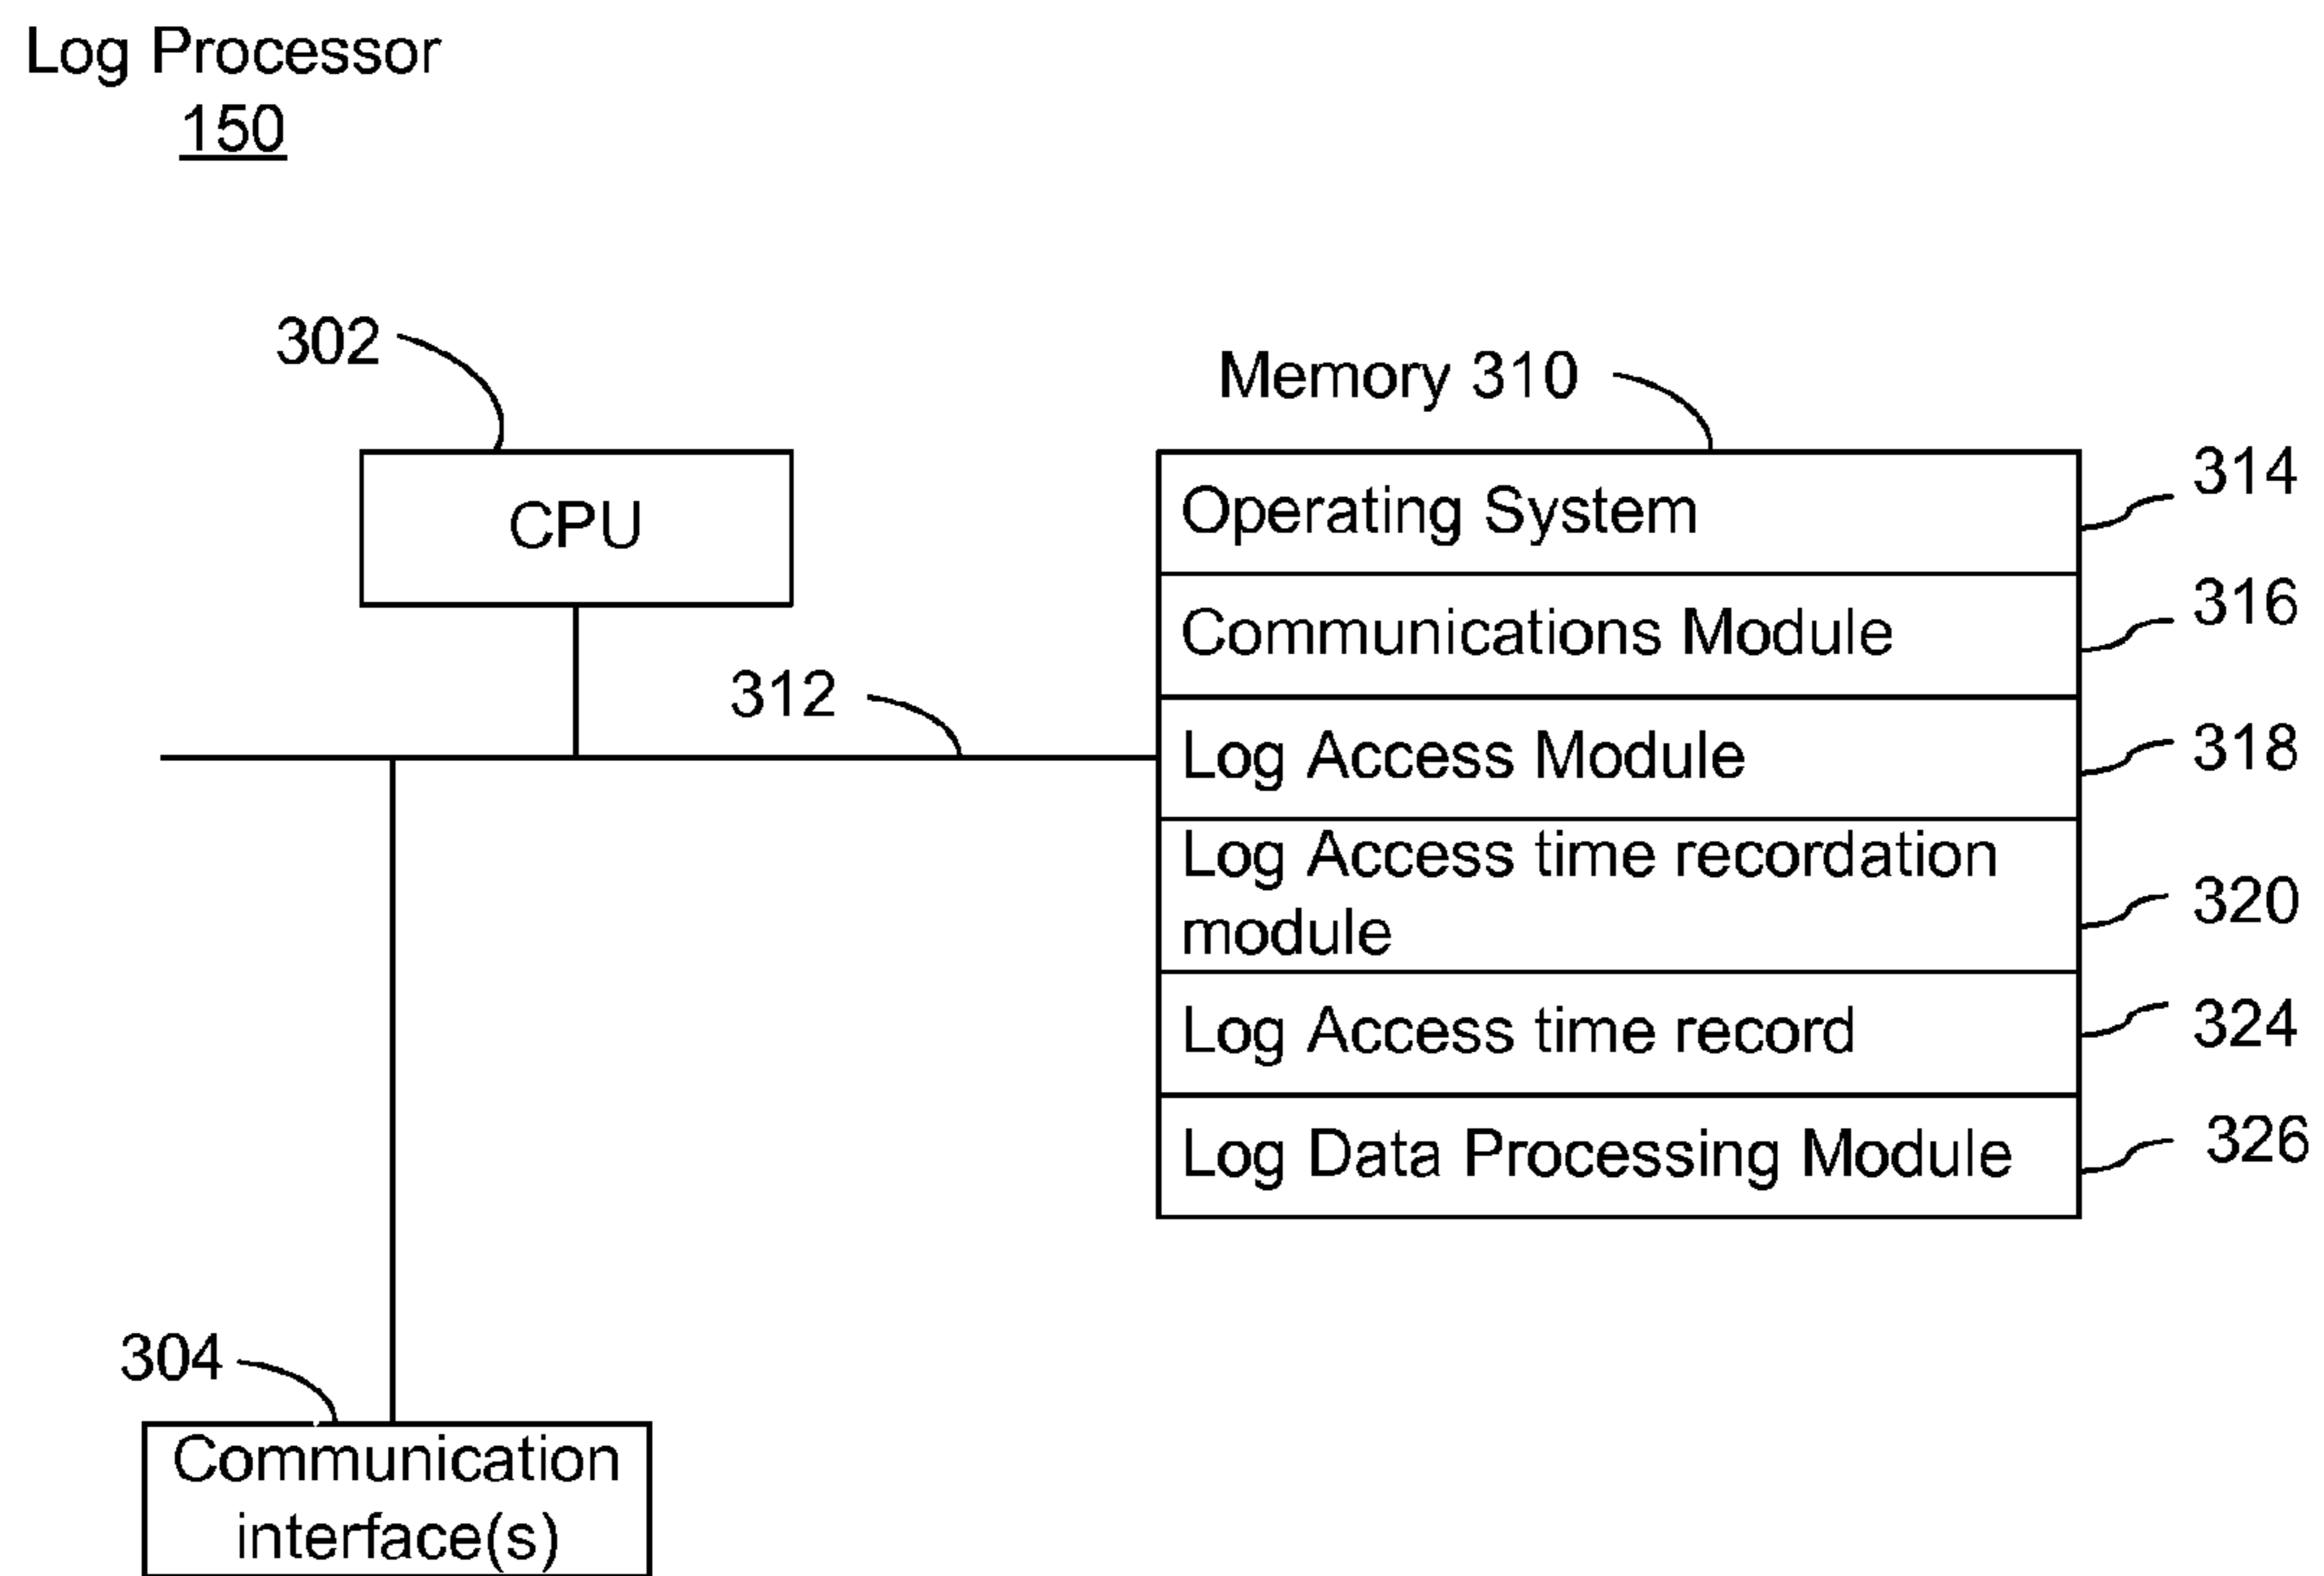 Log Processor
150
302
Memory 310
CPU
312
Operating System
314
Communications Module
316
Log Access Module
318
Log Access time recordation
module
320
Log Access time record
324
Log Data Processing Module
326
304
Communication
interface(s)